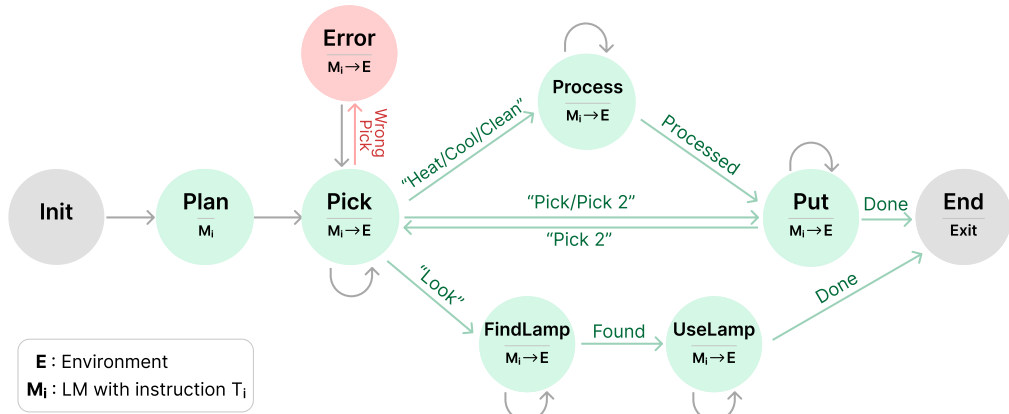 Error
Mᵢ→E
Wrong
Pick
Process
Mᵢ→E
“Heat/Cool/Clean”
Processed
Init
Plan
Mᵢ
Pick
Mᵢ→E
“Pick/Pick 2”
“Pick 2”
Put
Mᵢ→E
Done
End
Exit
“Look”
FindLamp
Mᵢ→E
Found
UseLamp
Mᵢ→E
Done
E : Environment
Mᵢ : LM with instruction Tᵢ